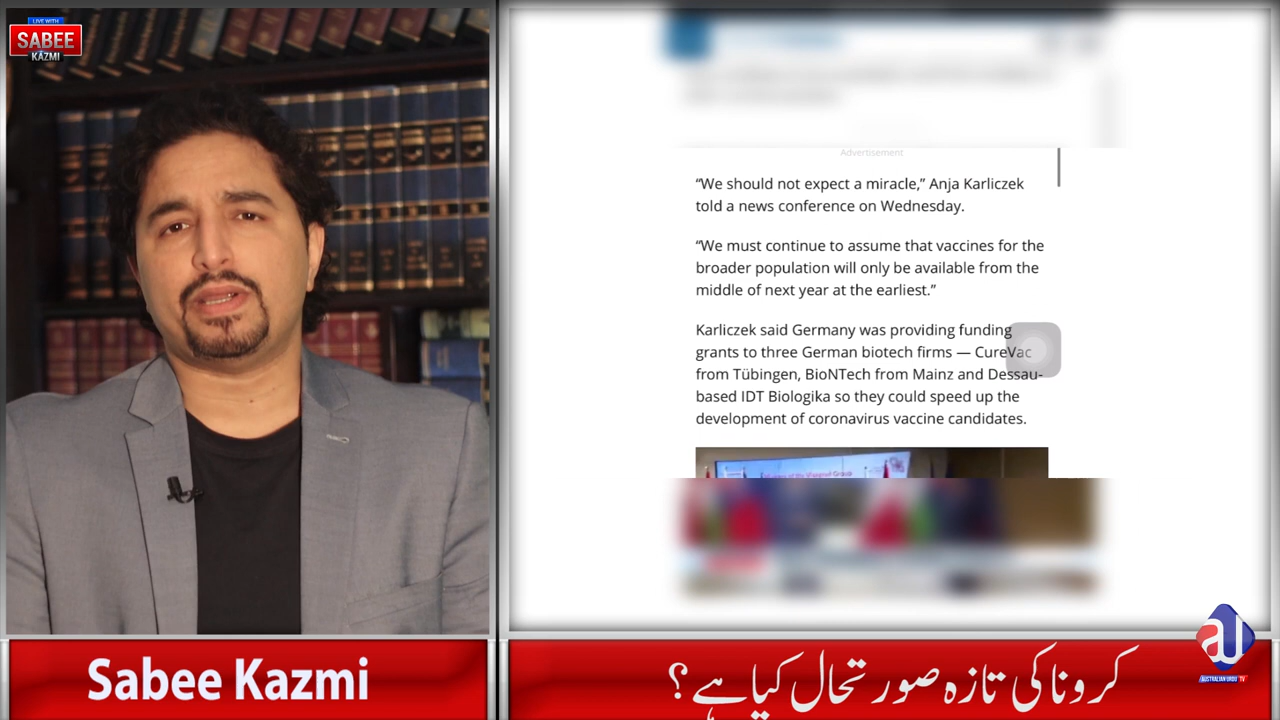 LIVE WITH
SABEE
KAZMI
Advertisement
“We should not expect a miracle,” Anja Karliczek
told a news conference on Wednesday.
“We must continue to assume that vaccines for the
broader population will only be available from the
middle of next year at the earliest.”
Karliczek said Germany was providing funding
grants to three German biotech firms — CureVac
from Tübingen, BioNTech from Mainz and Dessau-
based IDT Biologika so they could speed up the
development of coronavirus vaccine candidates.
Sabee Kazmi
کرونا کی تازہ صورتحال کیا ہے؟
AUSTRALIAN URDU TV